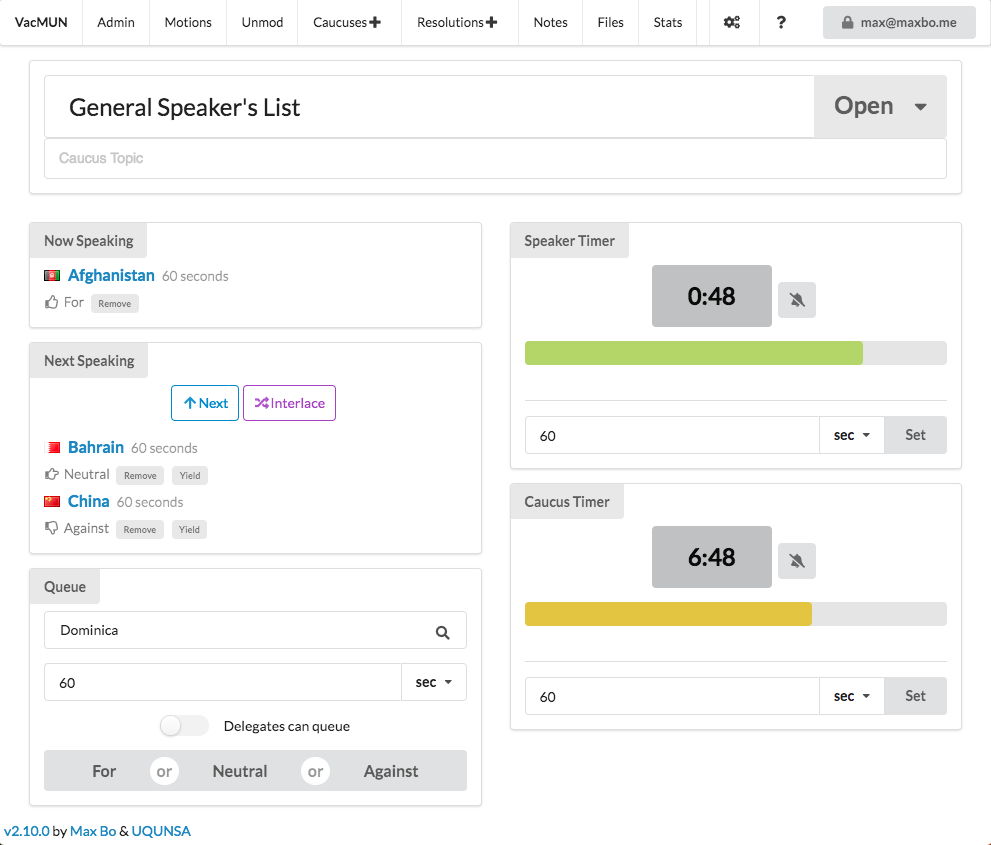 VacMUN Admin Motions Unmod Caucuses Resolutions Notes Files Stats ? max@maxbo.me
General Speaker's List Open
Caucus Topic
Now Speaking
Afghanistan 60 seconds
For Remove
Next Speaking
Next Interlace
Bahrain 60 seconds
Neutral Remove Yield
China 60 seconds
Against Remove Yield
Queue
Dominica
60 sec
Delegates can queue
For or Neutral or Against
Speaker Timer
0:48
60 sec Set
Caucus Timer
6:48
60 sec Set
v2.10.0 by Max Bo & UQUNSA